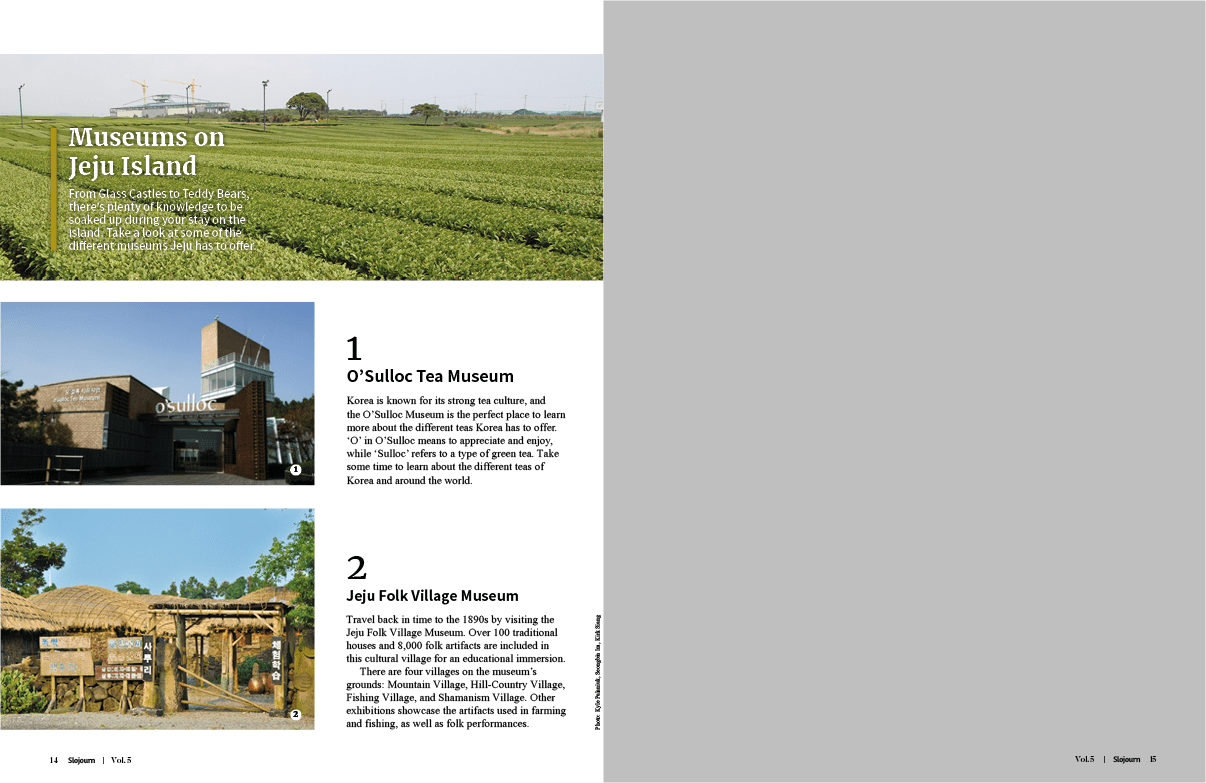 Museums on
Jeju Island
From Glass Castles to Teddy Bears,
there's plenty of knowledge to be
soaked up during your stay on the
island. Take a look at some of the
different museums Jeju has to offer
o'sulloc
1
1
O'Sulloc Tea Museum
Korea is known for its strong tea culture, and
the O'Sulloc Museum is the perfect place to learn
more about the different teas Korea has to offer.
'O' in O'Sulloc means to appreciate and enjoy,
while 'Sulloc' refers to a type of green tea. Take
some time to learn about the different teas of
Korea and around the world.
사투리
체험학습
2
2
Jeju Folk Village Museum
Travel back in time to the 1890s by visiting the
Jeju Folk Village Museum. Over 100 traditional
houses and 8,000 folk artifacts are included in
this cultural village for an educational immersion.
There are four villages on the museum's
grounds: Mountain Village, Hill-Country Village,
Fishing Village, and Shamanism Village. Other
exhibitions showcase the artifacts used in farming
and fishing, as well as folk performances.
14 Slojourn | Vol. 5
Vol.5 | Slojourn 15